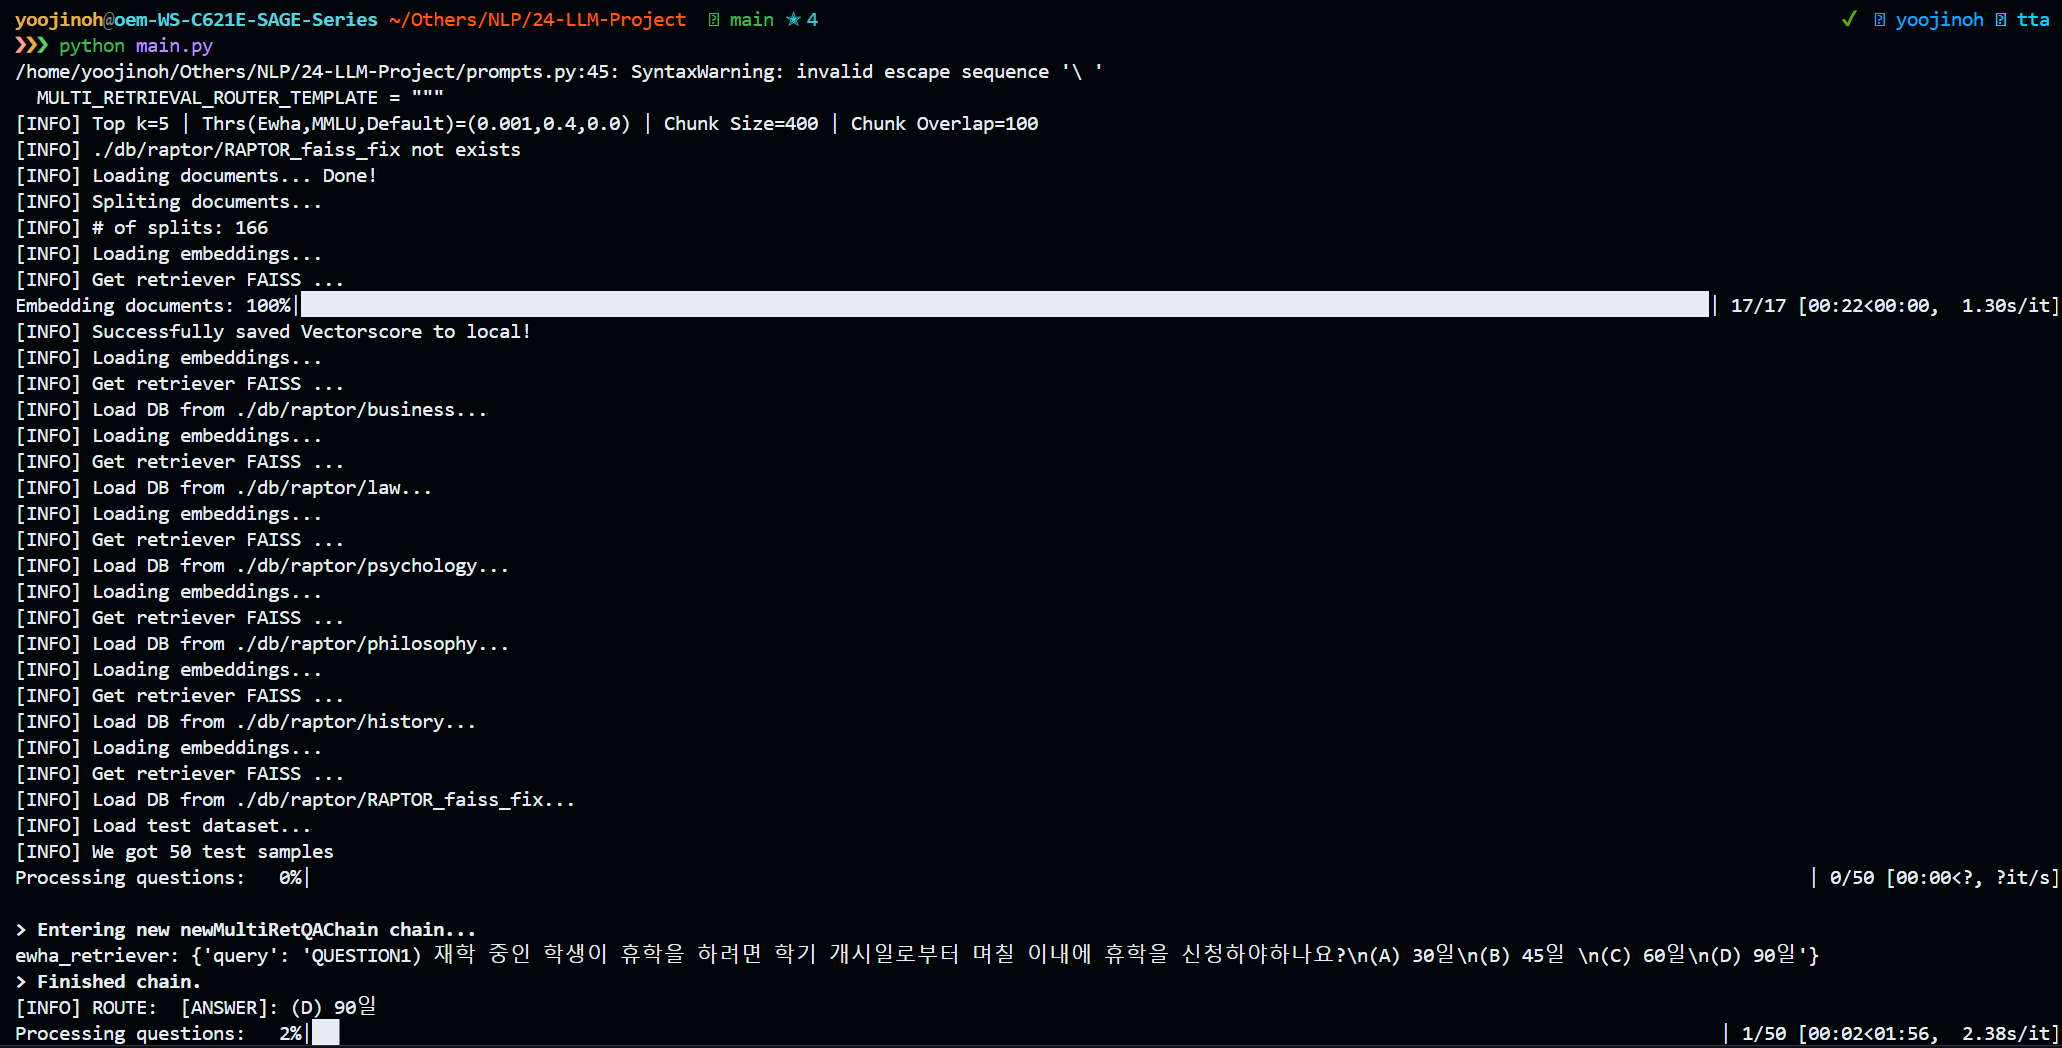 yoojinoh@oem-WS-C621E-SAGE-Series ~/Others/NLP/24-LLM-Project main ★ 4 ✓ yoojinoh tta
❯❯❯ python main.py
/home/yoojinoh/Others/NLP/24-LLM-Project/prompts.py:45: SyntaxWarning: invalid escape sequence '\ '
  MULTI_RETRIEVAL_ROUTER_TEMPLATE = """
[INFO] Top k=5 | Thrs(Ewha,MMLU,Default)=(0.001,0.4,0.0) | Chunk Size=400 | Chunk Overlap=100
[INFO] ./db/raptor/RAPTOR_faiss_fix not exists
[INFO] Loading documents... Done!
[INFO] Spliting documents...
[INFO] # of splits: 166
[INFO] Loading embeddings...
[INFO] Get retriever FAISS ...
Embedding documents: 100%| | 17/17 [00:22<00:00,  1.30s/it]
[INFO] Successfully saved Vectorscore to local!
[INFO] Loading embeddings...
[INFO] Get retriever FAISS ...
[INFO] Load DB from ./db/raptor/business...
[INFO] Loading embeddings...
[INFO] Get retriever FAISS ...
[INFO] Load DB from ./db/raptor/law...
[INFO] Loading embeddings...
[INFO] Get retriever FAISS ...
[INFO] Load DB from ./db/raptor/psychology...
[INFO] Loading embeddings...
[INFO] Get retriever FAISS ...
[INFO] Load DB from ./db/raptor/philosophy...
[INFO] Loading embeddings...
[INFO] Get retriever FAISS ...
[INFO] Load DB from ./db/raptor/history...
[INFO] Loading embeddings...
[INFO] Get retriever FAISS ...
[INFO] Load DB from ./db/raptor/RAPTOR_faiss_fix...
[INFO] Load test dataset...
[INFO] We got 50 test samples
Processing questions:   0%| | 0/50 [00:00<?, ?it/s]
> Entering new newMultiRetQAChain chain...
ewha_retriever: {'query': 'QUESTION1) 재학 중인 학생이 휴학을 하려면 학기 개시일로부터 며칠 이내에 휴학을 신청하야하나요?\n(A) 30일\n(B) 45일 \n(C) 60일\n(D) 90일'}
> Finished chain.
[INFO] ROUTE:  [ANSWER]: (D) 90일
Processing questions:   2%| | 1/50 [00:02<01:56,  2.38s/it]